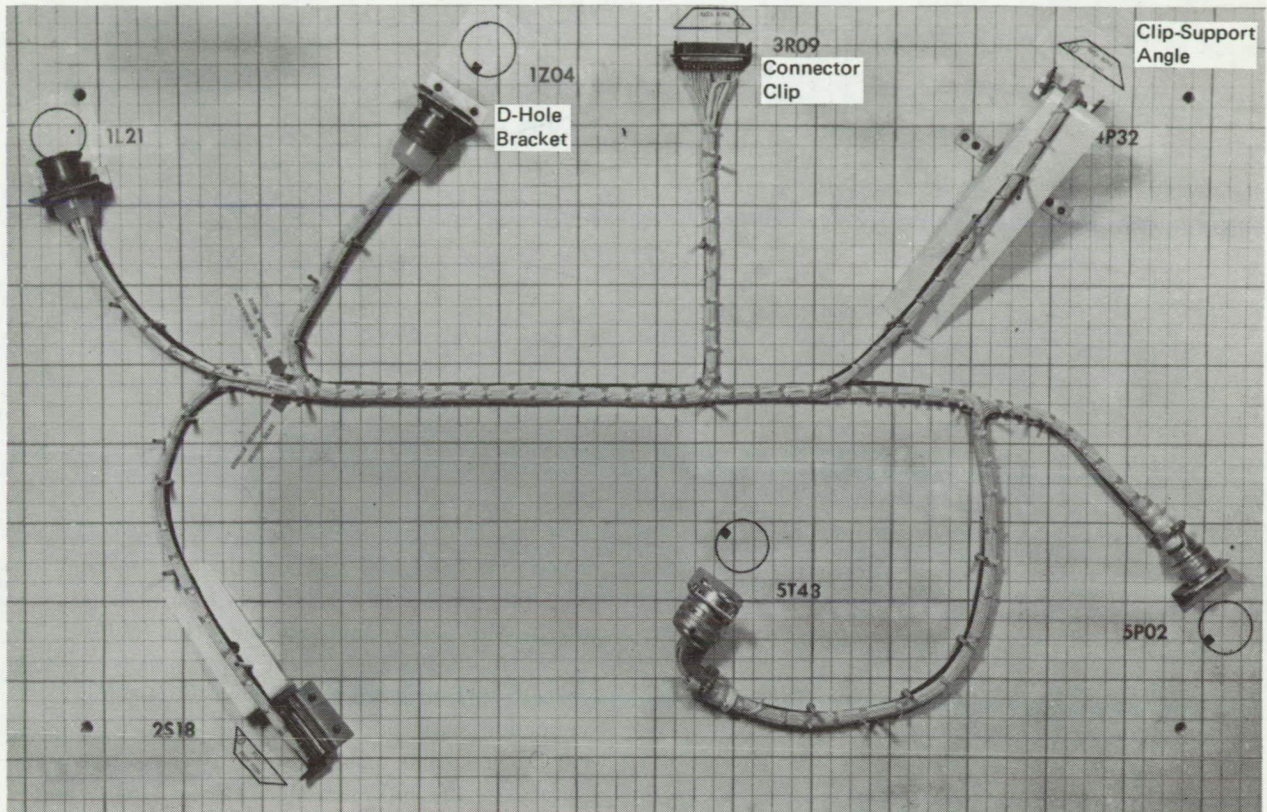 1L21
1Z04
D-Hole
Bracket
3R09
Connector
Clip
Clip-Support
Angle
4P32
2S18
5T43
5P02